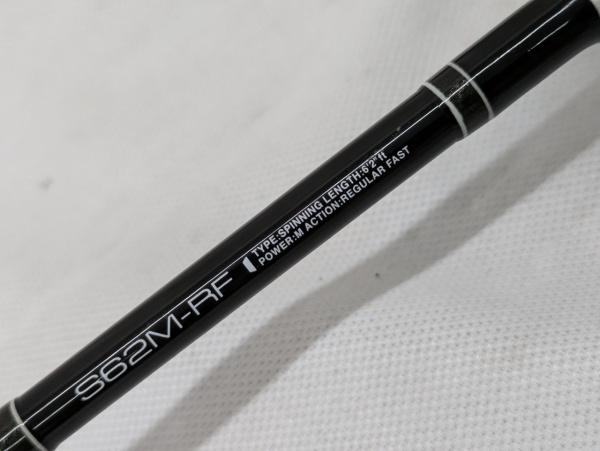 S62M-RF
TYPE:SPINNING LENGTH:6'2"ft
POWER:M ACTION:REGULAR FAST